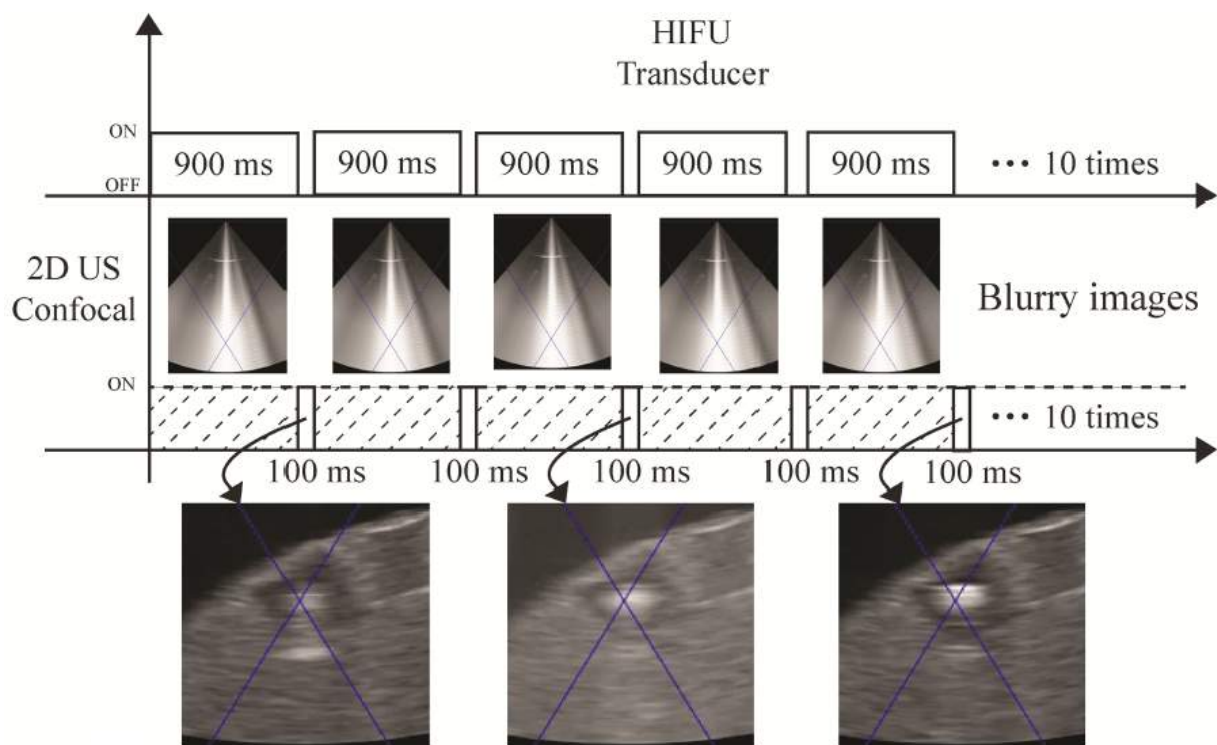 HIFU
Transducer
ON
900 ms 900 ms 900 ms 900 ms 900 ms ••• 10 times
OFF
2D US
Confocal
Blurry images
ON
••• 10 times
100 ms 100 ms 100 ms 100 ms 100 ms